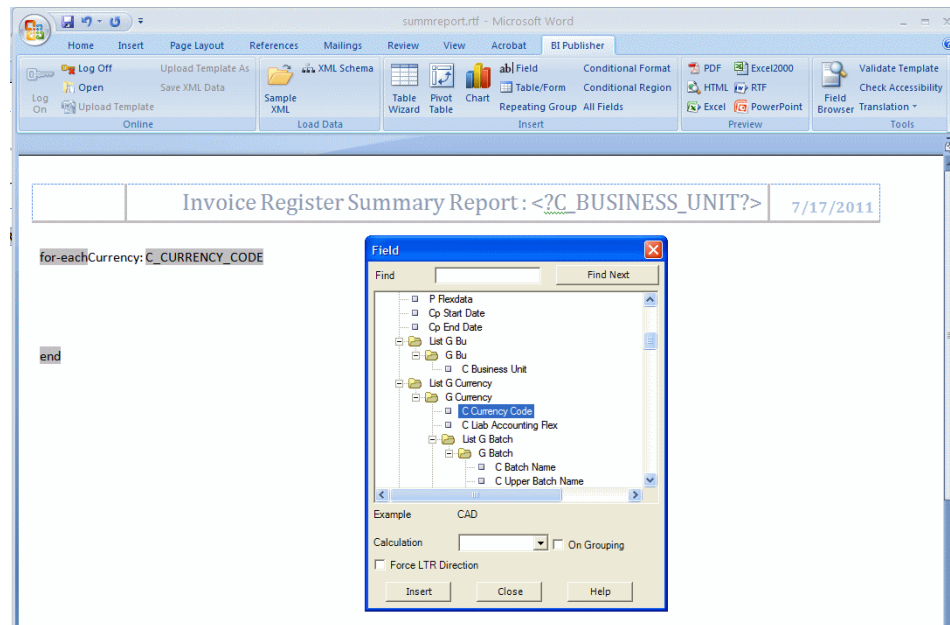 summreport.rtf - Microsoft Word
Home Insert Page Layout References Mailings Review View Acrobat BI Publisher
Log On
Log Off
Open
Upload Template
Upload Template As
Save XML Data
Online
Sample XML
XML Schema
Load Data
Table Wizard
Pivot Table
Chart
ab| Field
Table/Form
Repeating Group
Conditional Format
Conditional Region
All Fields
Insert
PDF Excel2000
HTML RTF
Excel PowerPoint
Preview
Field Browser
Validate Template
Check Accessibility
Translation
Tools
Invoice Register Summary Report : <?C_BUSINESS_UNIT?> 7/17/2011
for-eachCurrency: C_CURRENCY_CODE
end
Field
Find Find Next
P Flexdata
Cp Start Date
Cp End Date
List G Bu
G Bu
C Business Unit
List G Currency
G Currency
C Currency Code
C Liab Accounting Flex
List G Batch
G Batch
C Batch Name
C Upper Batch Name
Example CAD
Calculation On Grouping
Force LTR Direction
Insert Close Help